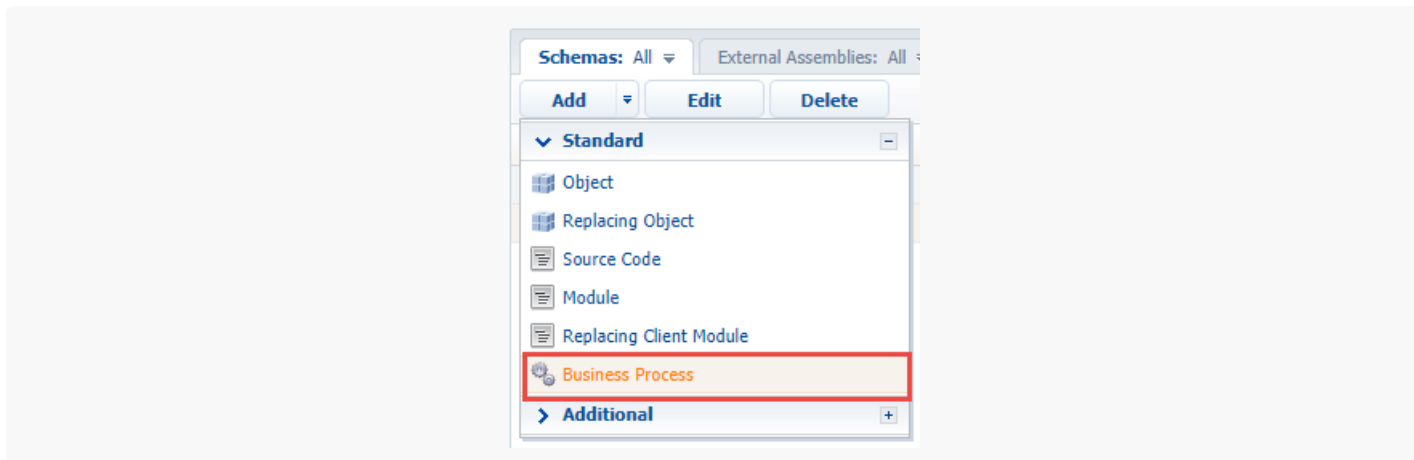 Schemas: All External Assemblies: All
Add Edit Delete
Standard
Object
Replacing Object
Source Code
Module
Replacing Client Module
Business Process
Additional